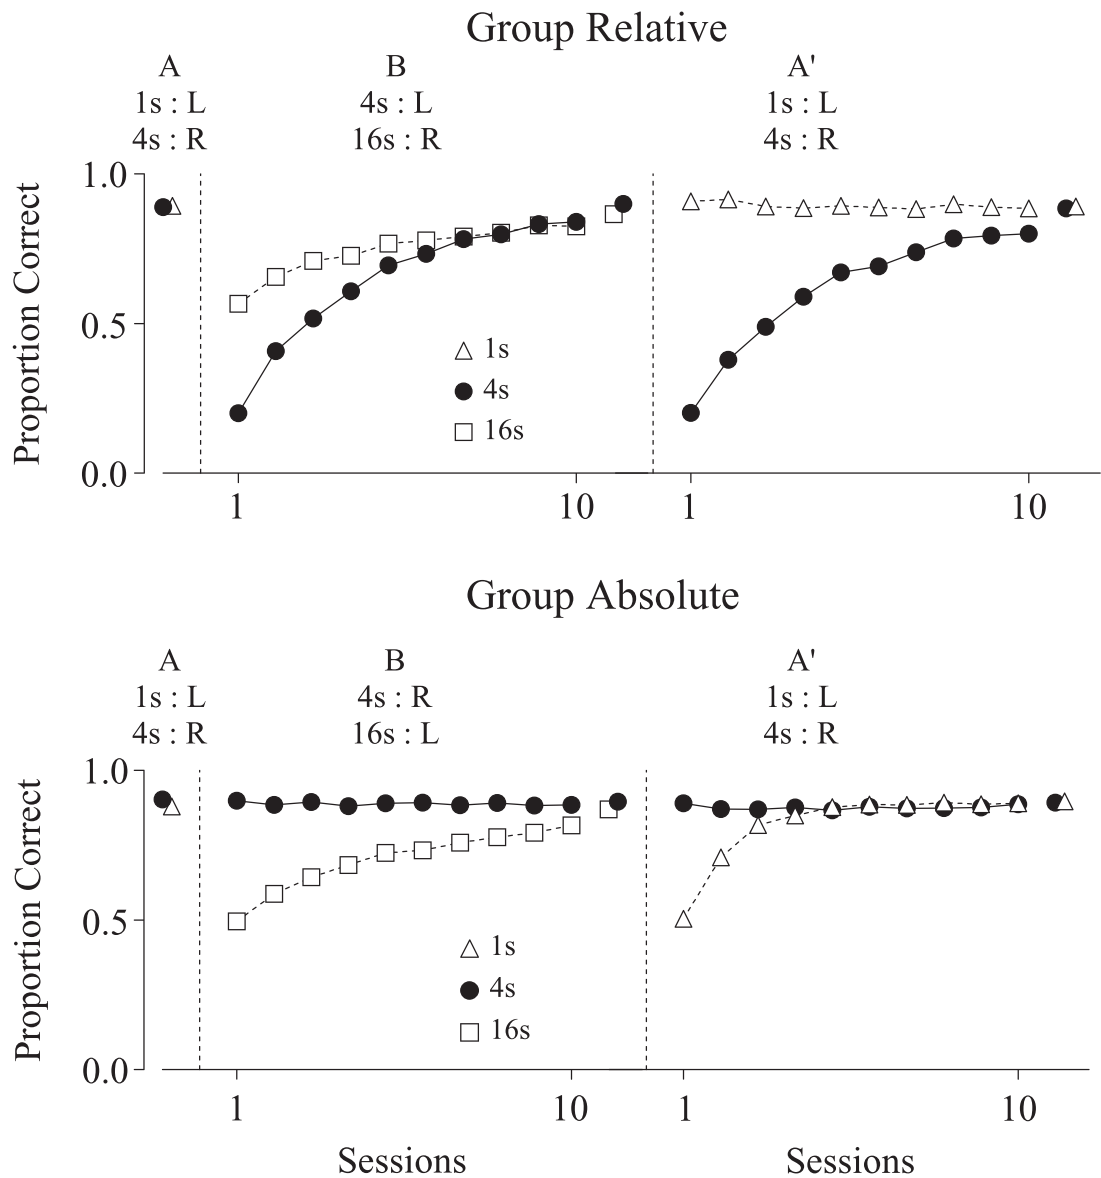 Group Relative
A B A'
1s : L 4s : L 1s : L
4s : R 16s : R 4s : R
1.0
0.5
0.0
Proportion Correct
1s
4s
16s
1 10 1 10
Group Absolute
A B A'
1s : L 4s : R 1s : L
4s : R 16s : L 4s : R
1.0
0.5
0.0
Proportion Correct
1s
4s
16s
1 10 1 10
Sessions Sessions